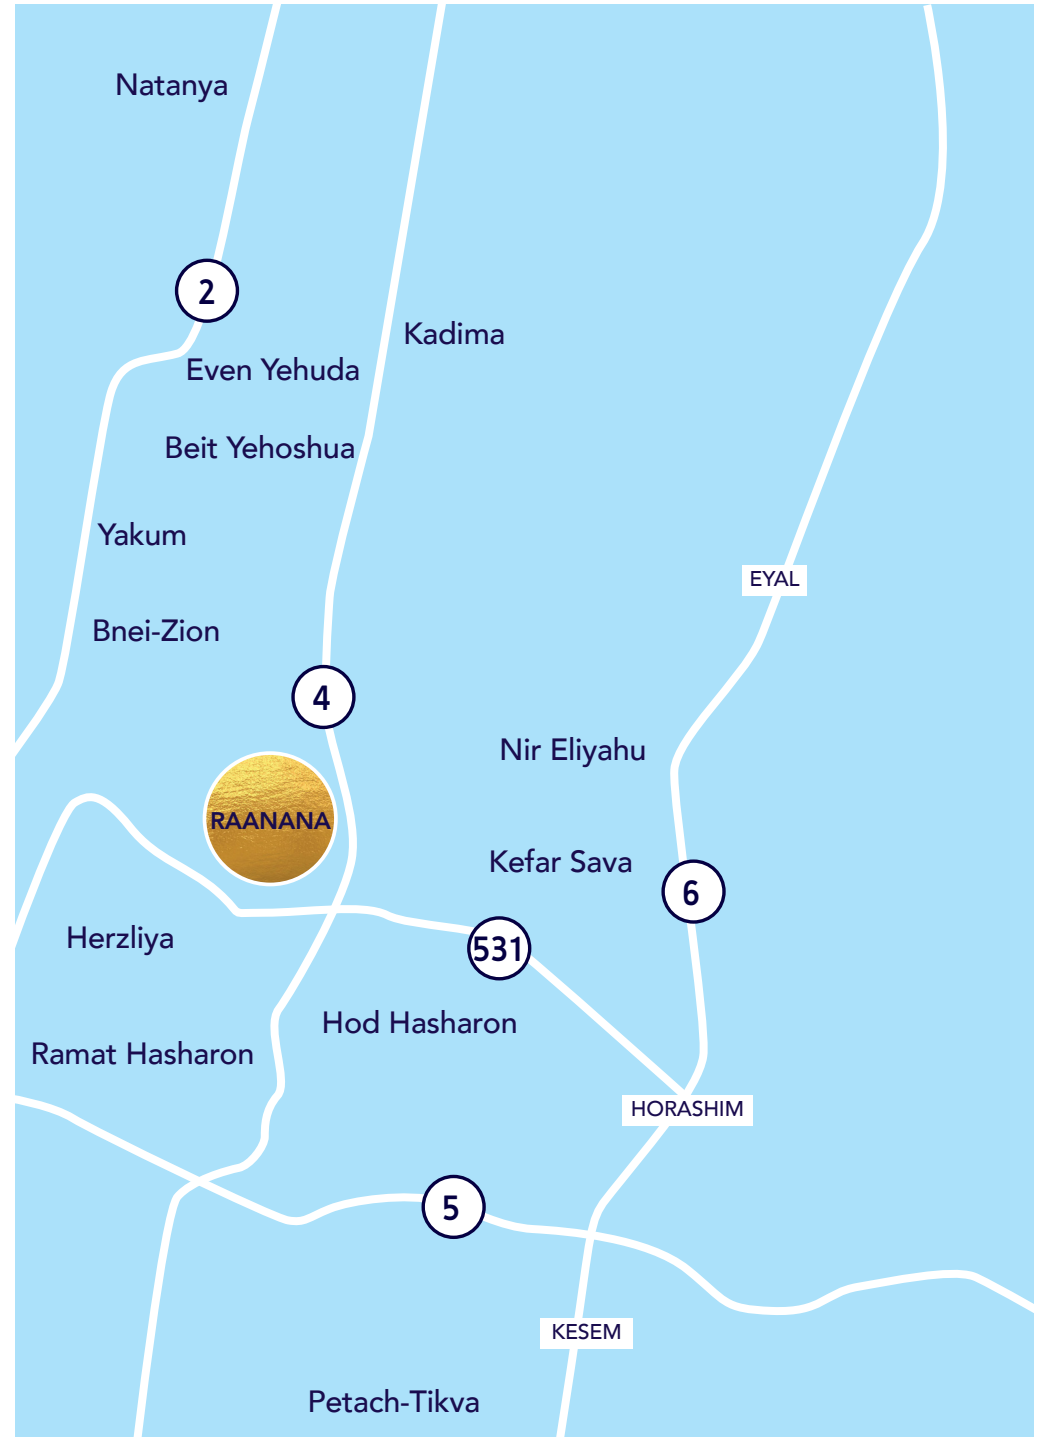 Natanya
2
Kadima
Even Yehuda
Beit Yehoshua
Yakum
EYAL
Bnei-Zion
4
Nir Eliyahu
RAANANA
Kefar Sava
6
Herzliya
531
Hod Hasharon
Ramat Hasharon
HORASHIM
5
KESEM
Petach-Tikva